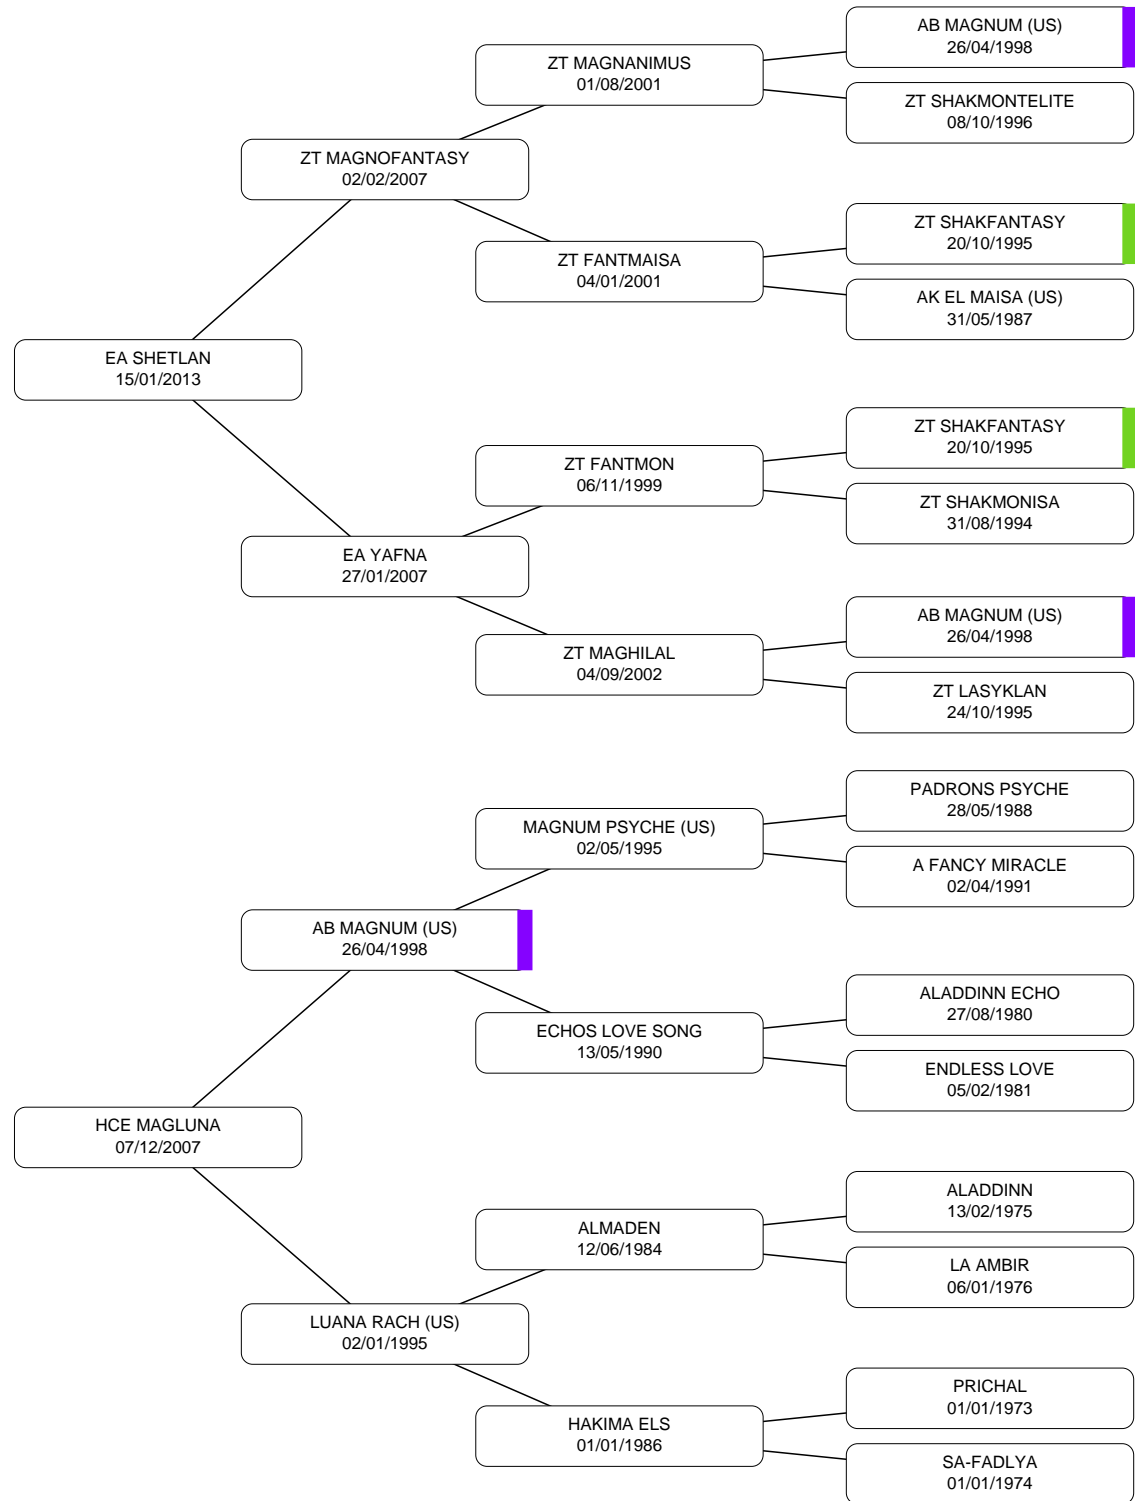 AB MAGNUM (US)
26/04/1998
ZT MAGNANIMUS
01/08/2001
ZT SHAKMONTELITE
08/10/1996
ZT MAGNOFANTASY
02/02/2007
ZT SHAKFANTASY
20/10/1995
ZT FANTMAISA
04/01/2001
AK EL MAISA (US)
31/05/1987
EA SHETLAN
15/01/2013
ZT SHAKFANTASY
20/10/1995
ZT FANTMON
06/11/1999
ZT SHAKMONISA
31/08/1994
EA YAFNA
27/01/2007
AB MAGNUM (US)
26/04/1998
ZT MAGHILAL
04/09/2002
ZT LASYKLAN
24/10/1995
PADRONS PSYCHE
28/05/1988
MAGNUM PSYCHE (US)
02/05/1995
A FANCY MIRACLE
02/04/1991
AB MAGNUM (US)
26/04/1998
ALADDINN ECHO
27/08/1980
ECHOS LOVE SONG
13/05/1990
ENDLESS LOVE
05/02/1981
HCE MAGLUNA
07/12/2007
ALADDINN
13/02/1975
ALMADEN
12/06/1984
LA AMBIR
06/01/1976
LUANA RACH (US)
02/01/1995
PRICHAL
01/01/1973
HAKIMA ELS
01/01/1986
SA-FADLYA
01/01/1974